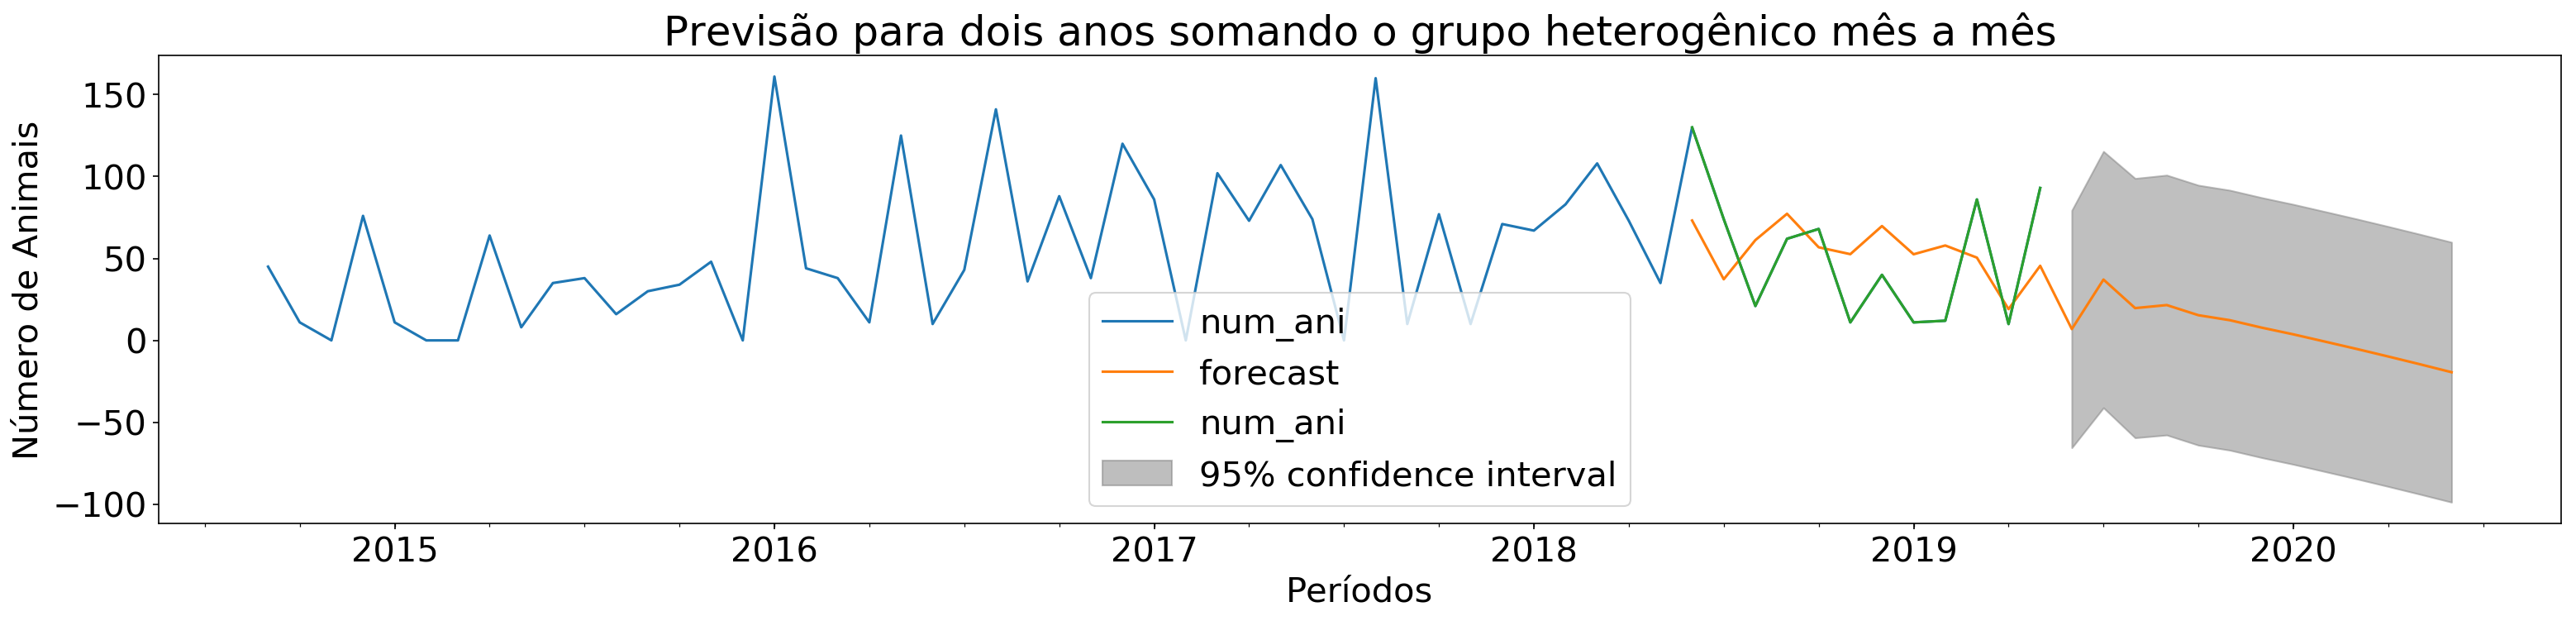 Previsão para dois anos somando o grupo heterogênico mês a mês
150
100
50
0
−50
−100
Número de Animais
num_ani
forecast
num_ani
95% confidence interval
2015 2016 2017 2018 2019 2020
Períodos